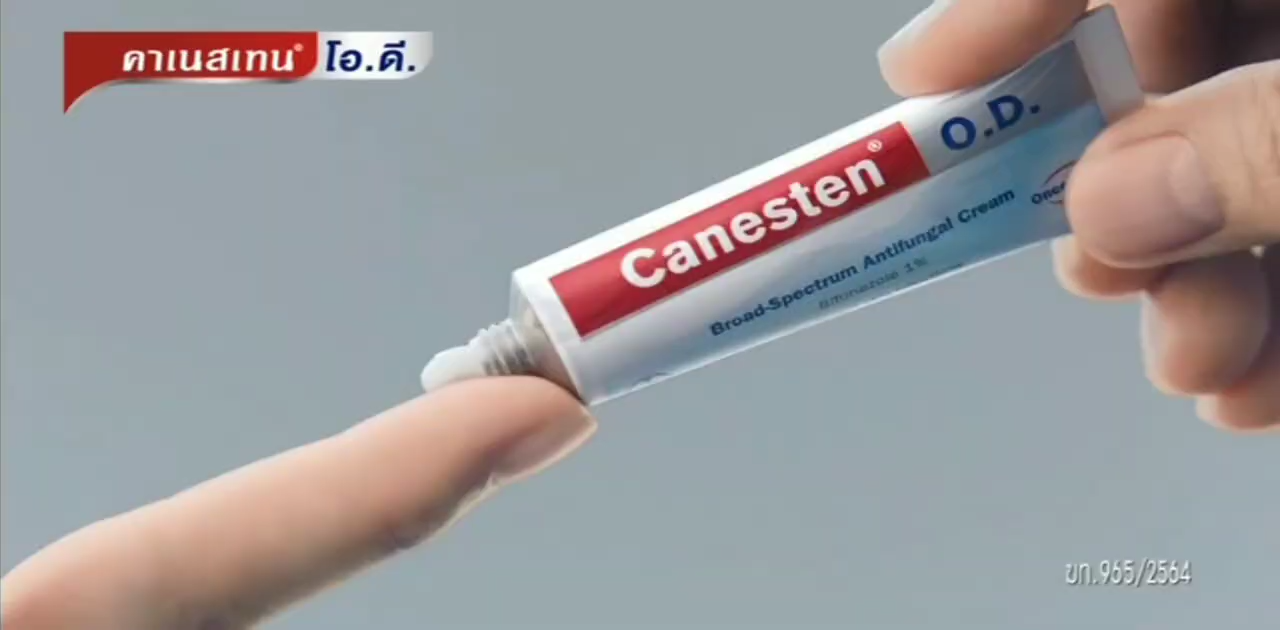 คาเนสเทน® โอ.ดี.
Canesten® O.D.
Broad-Spectrum Antifungal Cream
1%
ฆท.965/2564